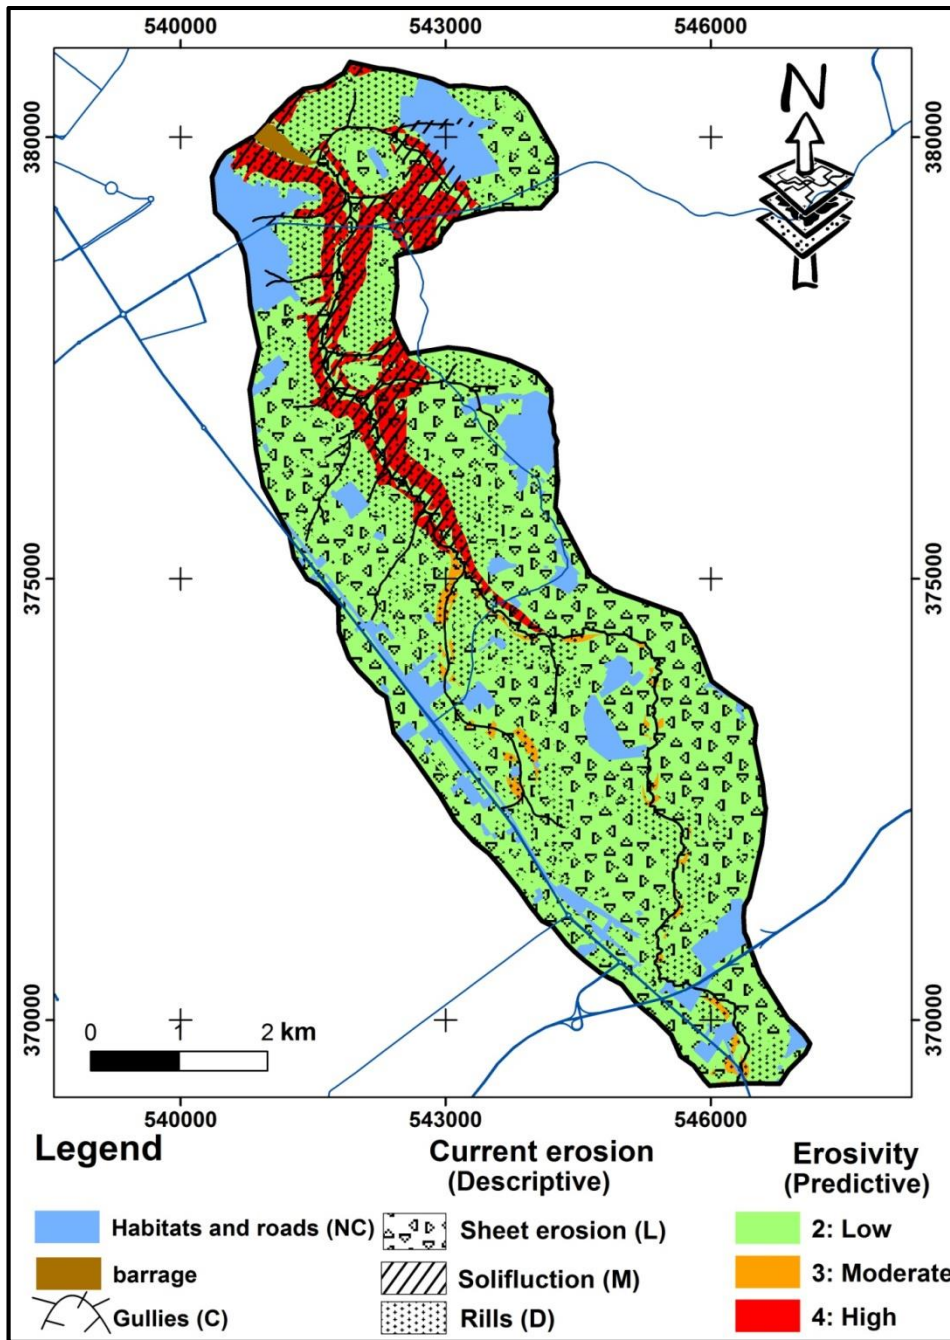 540000 543000 546000
N
380000 380000
375000 375000
370000 370000
0 1 2 km
540000 543000 546000
Legend
Current erosion
(Descriptive)
Erosivity
(Predictive)
Habitats and roads (NC)
Sheet erosion (L)
2: Low
barrage
Solifluction (M)
3: Moderate
Gullies (C)
Rills (D)
4: High